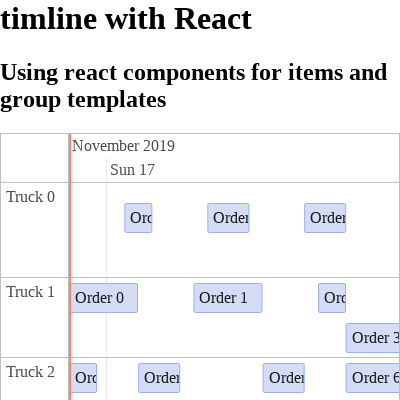 timline with React
Using react components for items and
group templates
November 2019
Sun 17
Truck 0
Orc
Order
Order
Truck 1
Order 0
Order 1
Orc
Order 3
Truck 2
Orc
Order
Order
Order 6